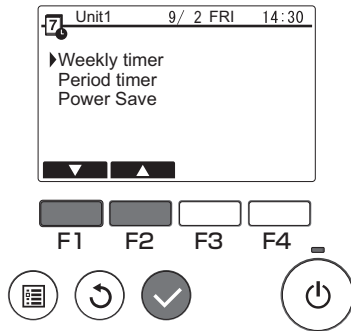 7 Unit1 9/ 2 FRI 14:30
Weekly timer
Period timer
Power Save
F1 F2 F3 F4